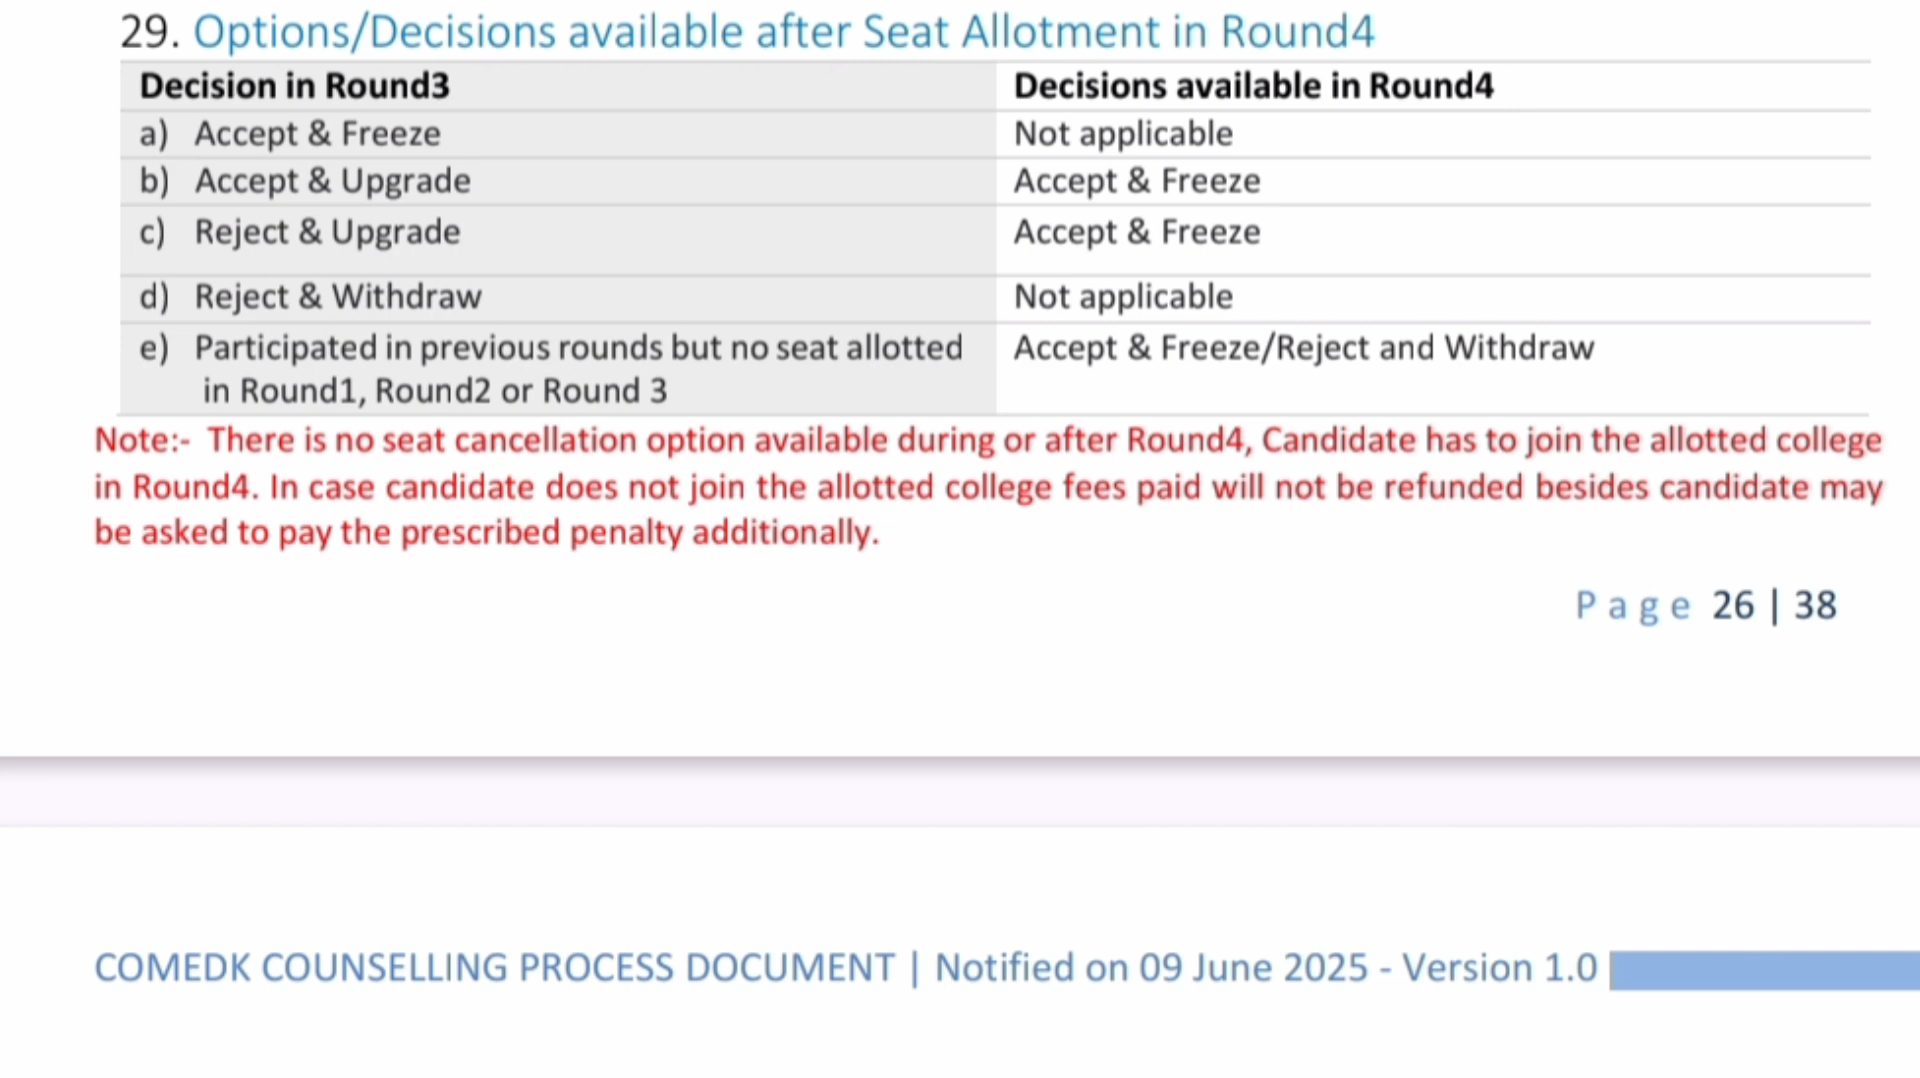 29. Options/Decisions available after Seat Allotment in Round4
Decision in Round3 Decisions available in Round4
a) Accept & Freeze Not applicable
b) Accept & Upgrade Accept & Freeze
c) Reject & Upgrade Accept & Freeze
d) Reject & Withdraw Not applicable
e) Participated in previous rounds but no seat allotted Accept & Freeze/Reject and Withdraw
in Round1, Round2 or Round 3
Note:- There is no seat cancellation option available during or after Round4, Candidate has to join the allotted college
in Round4. In case candidate does not join the allotted college fees paid will not be refunded besides candidate may
be asked to pay the prescribed penalty additionally.
Page 26 | 38
COMEDK COUNSELLING PROCESS DOCUMENT | Notified on 09 June 2025 - Version 1.0